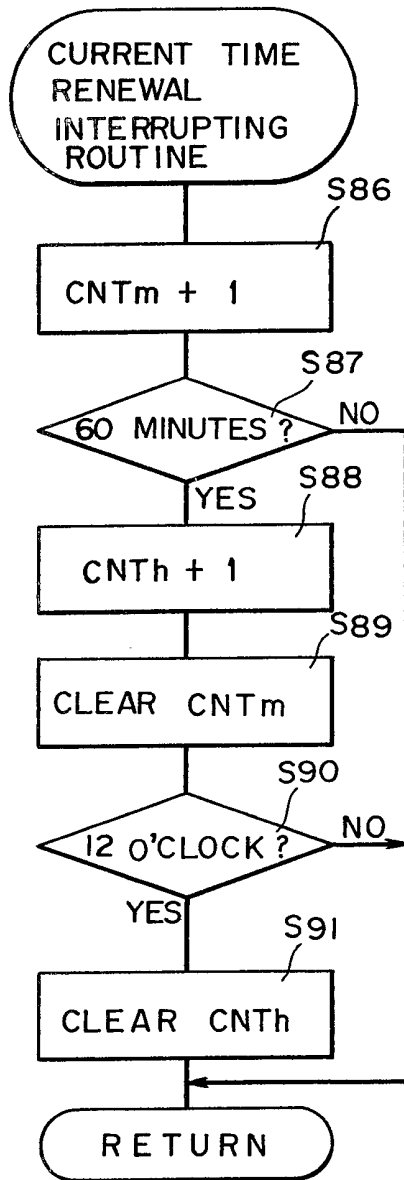 CURRENT TIME
RENEWAL
INTERRUPTING
ROUTINE
S86
CNTm + 1
S87
60 MINUTES ?
NO
YES
S88
CNTh + 1
S89
CLEAR CNTm
S90
12 O'CLOCK ?
NO
YES
S91
CLEAR CNTh
RETURN